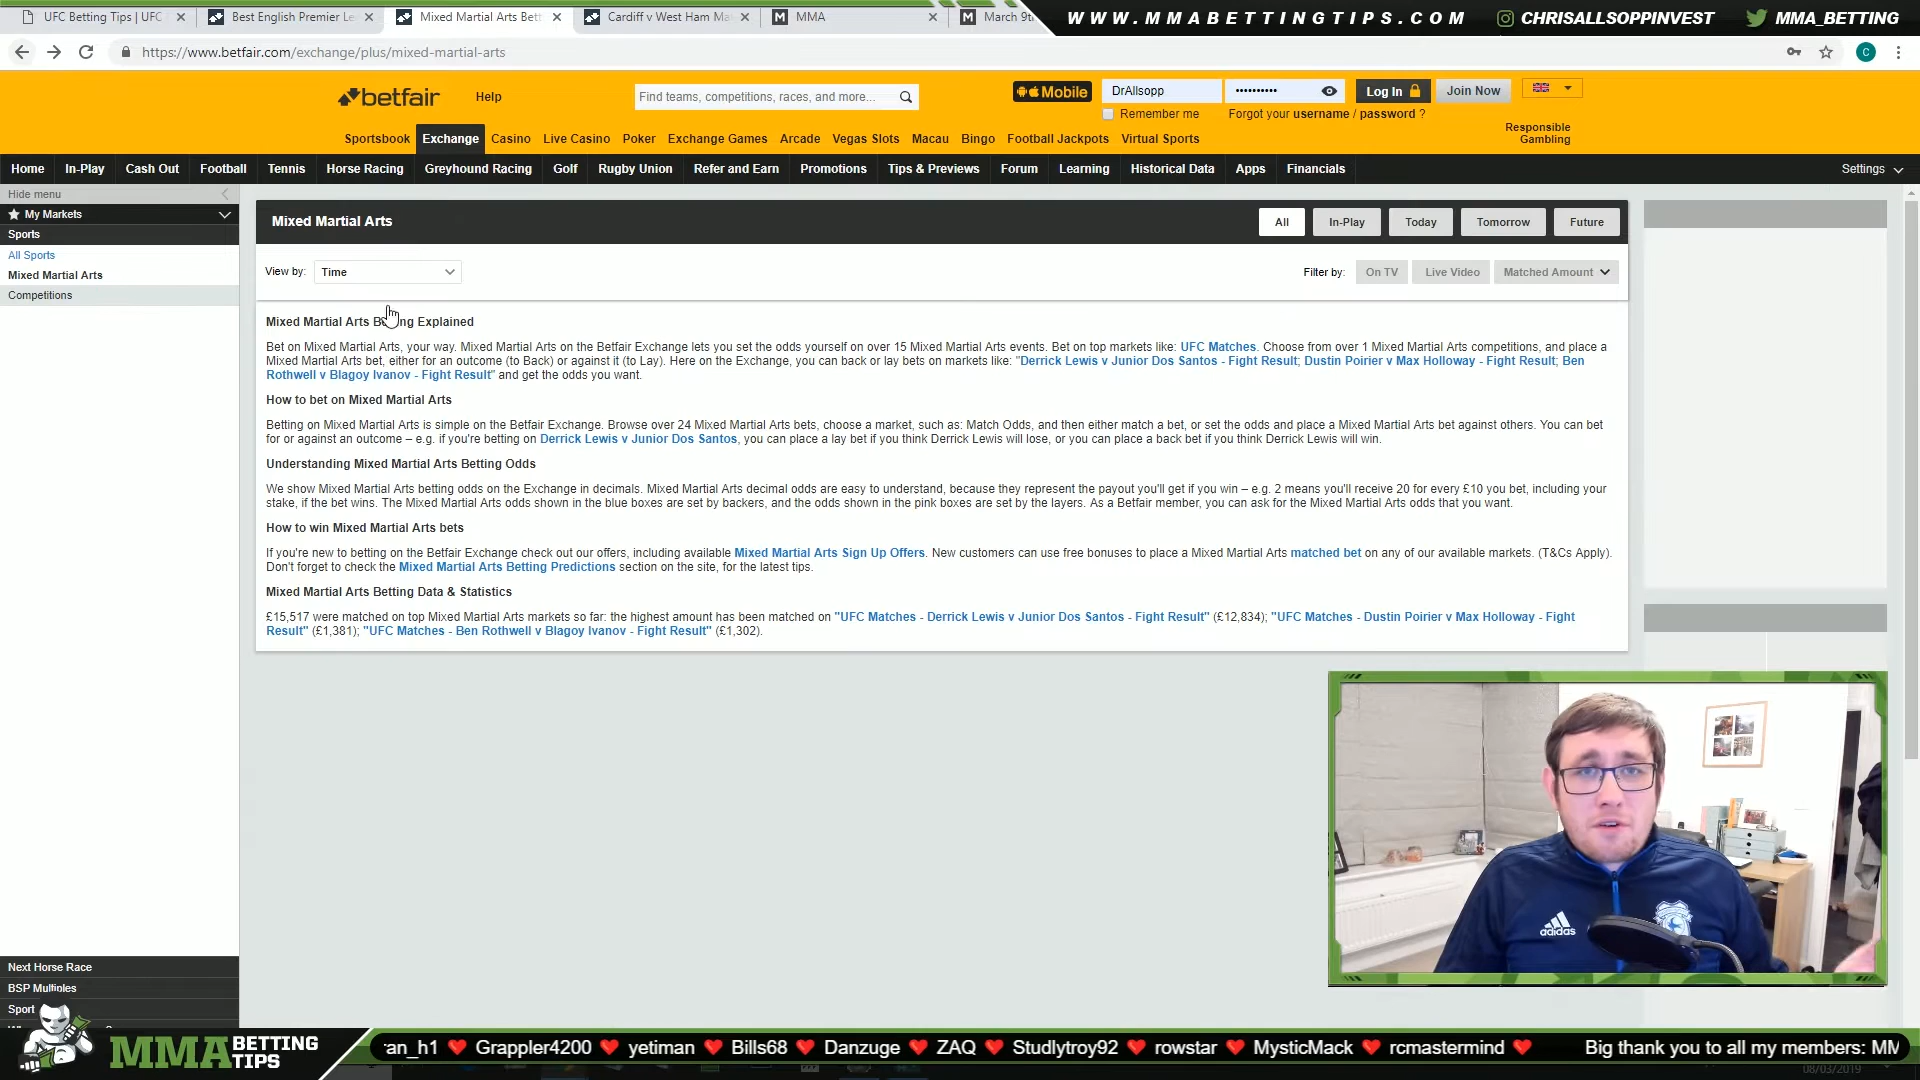 UFC Betting Tips | UFC
Best English Premier Le
Mixed Martial Arts Bett
Cardiff v West Ham Ma
MMA
March 9th
WWW.MMABETTINGTIPS.COM
CHRISALLSOPPINVEST
MMA_BETTING
https://www.betfair.com/exchange/plus/mixed-martial-arts
C
betfair
Help
Find teams, competitions, races, and more...
Mobile
DrAllsopp
••••••••••
Log In
Join Now
Remember me
Forgot your username / password ?
Responsible
Gambling
Sportsbook
Exchange
Casino
Live Casino
Poker
Exchange Games
Arcade
Vegas Slots
Macau
Bingo
Football Jackpots
Virtual Sports
Home
In-Play
Cash Out
Football
Tennis
Horse Racing
Greyhound Racing
Golf
Rugby Union
Refer and Earn
Promotions
Tips & Previews
Forum
Learning
Historical Data
Apps
Financials
Settings
Hide menu
My Markets
Sports
All Sports
Mixed Martial Arts
Competitions
Mixed Martial Arts
All
In-Play
Today
Tomorrow
Future
View by:
Time
Filter by:
On TV
Live Video
Matched Amount
Mixed Martial Arts B ng Explained
Bet on Mixed Martial Arts, your way. Mixed Martial Arts on the Betfair Exchange lets you set the odds yourself on over 15 Mixed Martial Arts events. Bet on top markets like: UFC Matches. Choose from over 1 Mixed Martial Arts competitions, and place a
Mixed Martial Arts bet, either for an outcome (to Back) or against it (to Lay). Here on the Exchange, you can back or lay bets on markets like: "Derrick Lewis v Junior Dos Santos - Fight Result; Dustin Poirier v Max Holloway - Fight Result; Ben
Rothwell v Blagoy Ivanov - Fight Result" and get the odds you want.
How to bet on Mixed Martial Arts
Betting on Mixed Martial Arts is simple on the Betfair Exchange. Browse over 24 Mixed Martial Arts bets, choose a market, such as: Match Odds, and then either match a bet, or set the odds and place a Mixed Martial Arts bet against others. You can bet
for or against an outcome – e.g. if you're betting on Derrick Lewis v Junior Dos Santos, you can place a lay bet if you think Derrick Lewis will lose, or you can place a back bet if you think Derrick Lewis will win.
Understanding Mixed Martial Arts Betting Odds
We show Mixed Martial Arts betting odds on the Exchange in decimals. Mixed Martial Arts decimal odds are easy to understand, because they represent the payout you'll get if you win – e.g. 2 means you'll receive 20 for every £10 you bet, including your
stake, if the bet wins. The Mixed Martial Arts odds shown in the blue boxes are set by backers, and the odds shown in the pink boxes are set by the layers. As a Betfair member, you can ask for the Mixed Martial Arts odds that you want.
How to win Mixed Martial Arts bets
If you're new to betting on the Betfair Exchange check out our offers, including available Mixed Martial Arts Sign Up Offers. New customers can use free bonuses to place a Mixed Martial Arts matched bet on any of our available markets. (T&Cs Apply).
Don't forget to check the Mixed Martial Arts Betting Predictions section on the site, for the latest tips.
Mixed Martial Arts Betting Data & Statistics
£15,517 were matched on top Mixed Martial Arts markets so far: the highest amount has been matched on "UFC Matches - Derrick Lewis v Junior Dos Santos - Fight Result" (£12,834); "UFC Matches - Dustin Poirier v Max Holloway - Fight
Result" (£1,381); "UFC Matches - Ben Rothwell v Blagoy Ivanov - Fight Result" (£1,302).
adidas
Next Horse Race
BSP Multiples
Sport
MMA BETTING
TIPS
ran_h1 ❤ Grappler4200 ❤ yetiman ❤ Bills68 ❤ Danzuge ❤ ZAQ ❤ Studlytroy92 ❤ rowstar ❤ MysticMack ❤ rcmastermind ❤ Big thank you to all my members: MM
08/03/2019